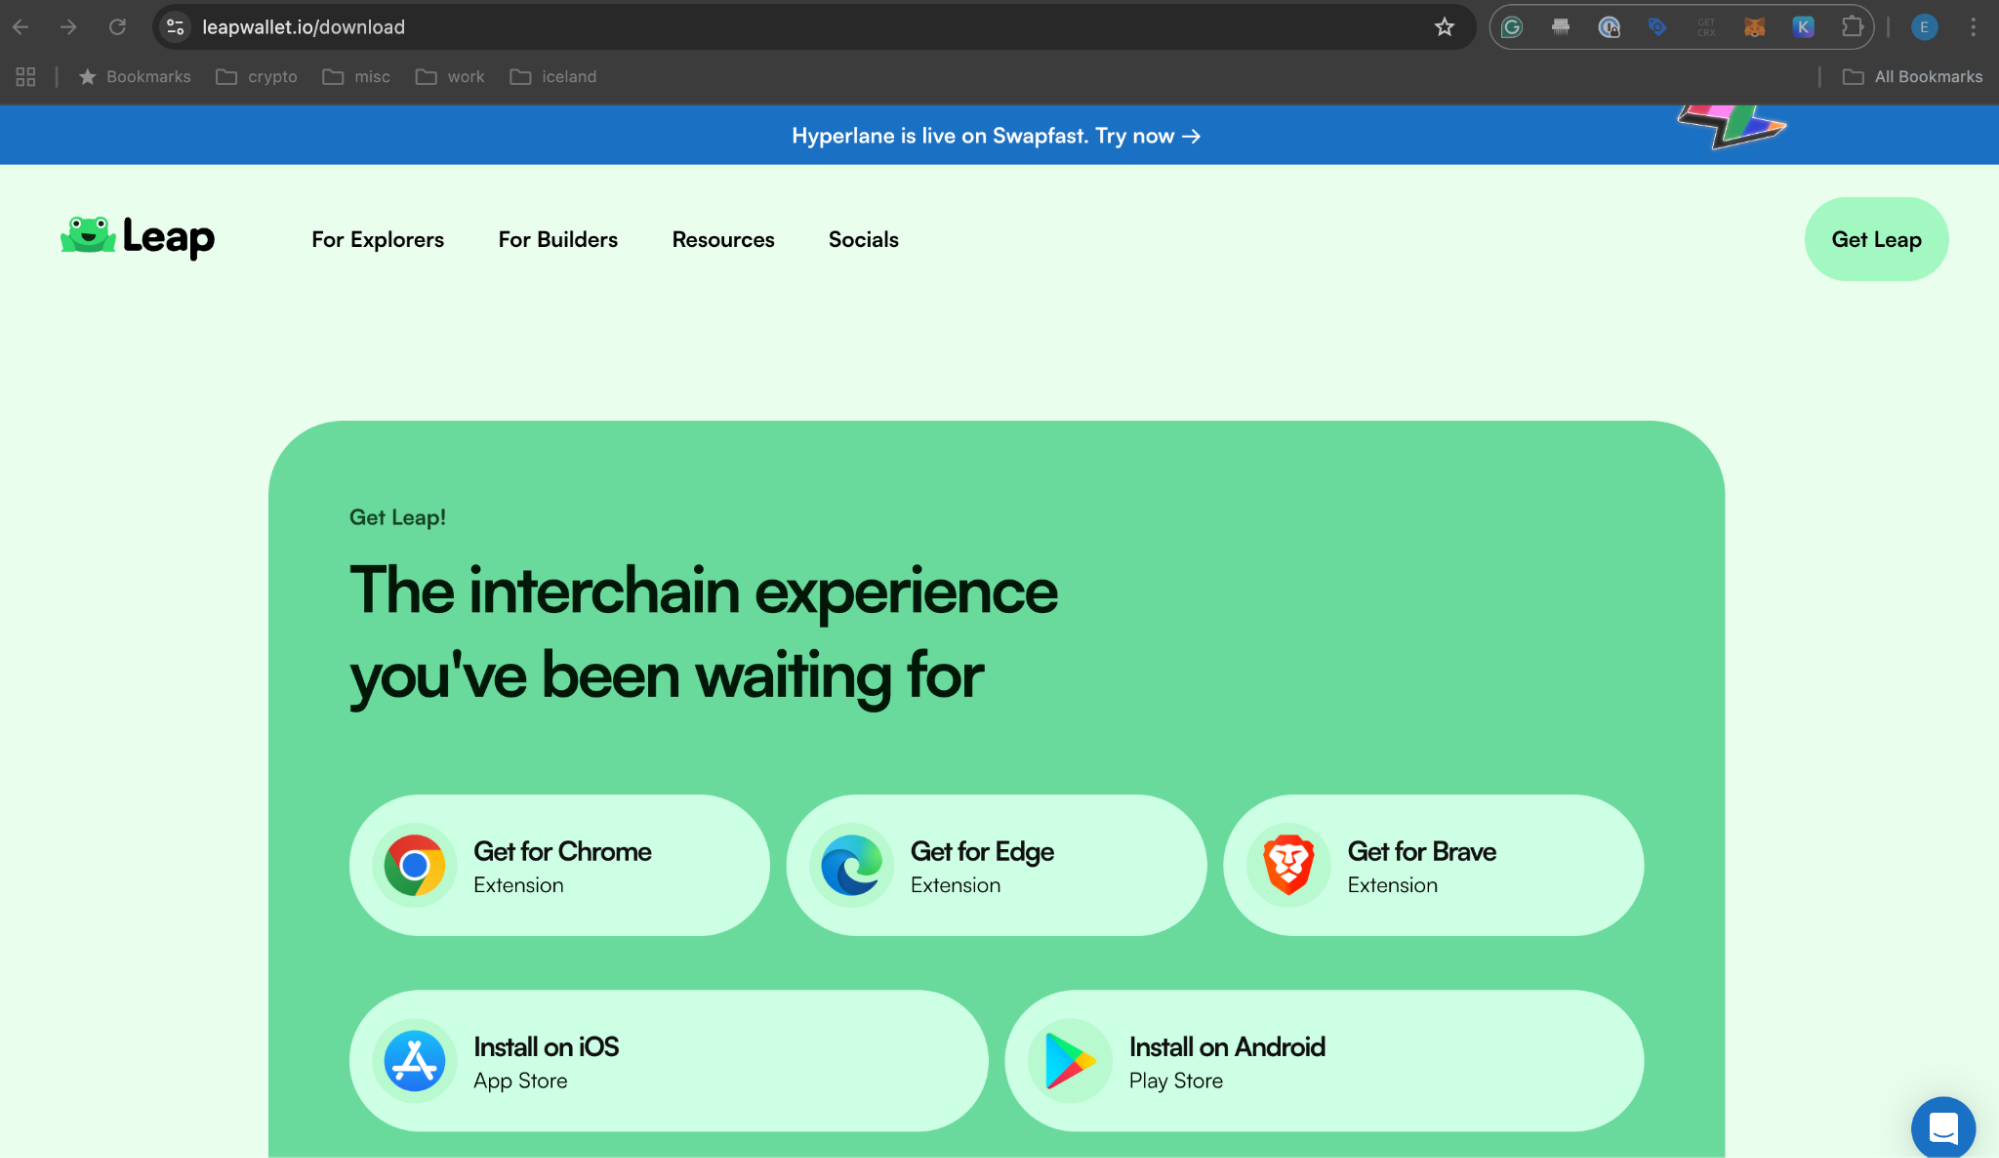 leapwallet.io/download
GET
CRX
K
E
Bookmarks crypto misc work iceland All Bookmarks
Hyperlane is live on Swapfast. Try now →
Leap For Explorers For Builders Resources Socials Get Leap
Get Leap!
The interchain experience
you've been waiting for
Get for Chrome
Extension
Get for Edge
Extension
Get for Brave
Extension
Install on iOS
App Store
Install on Android
Play Store